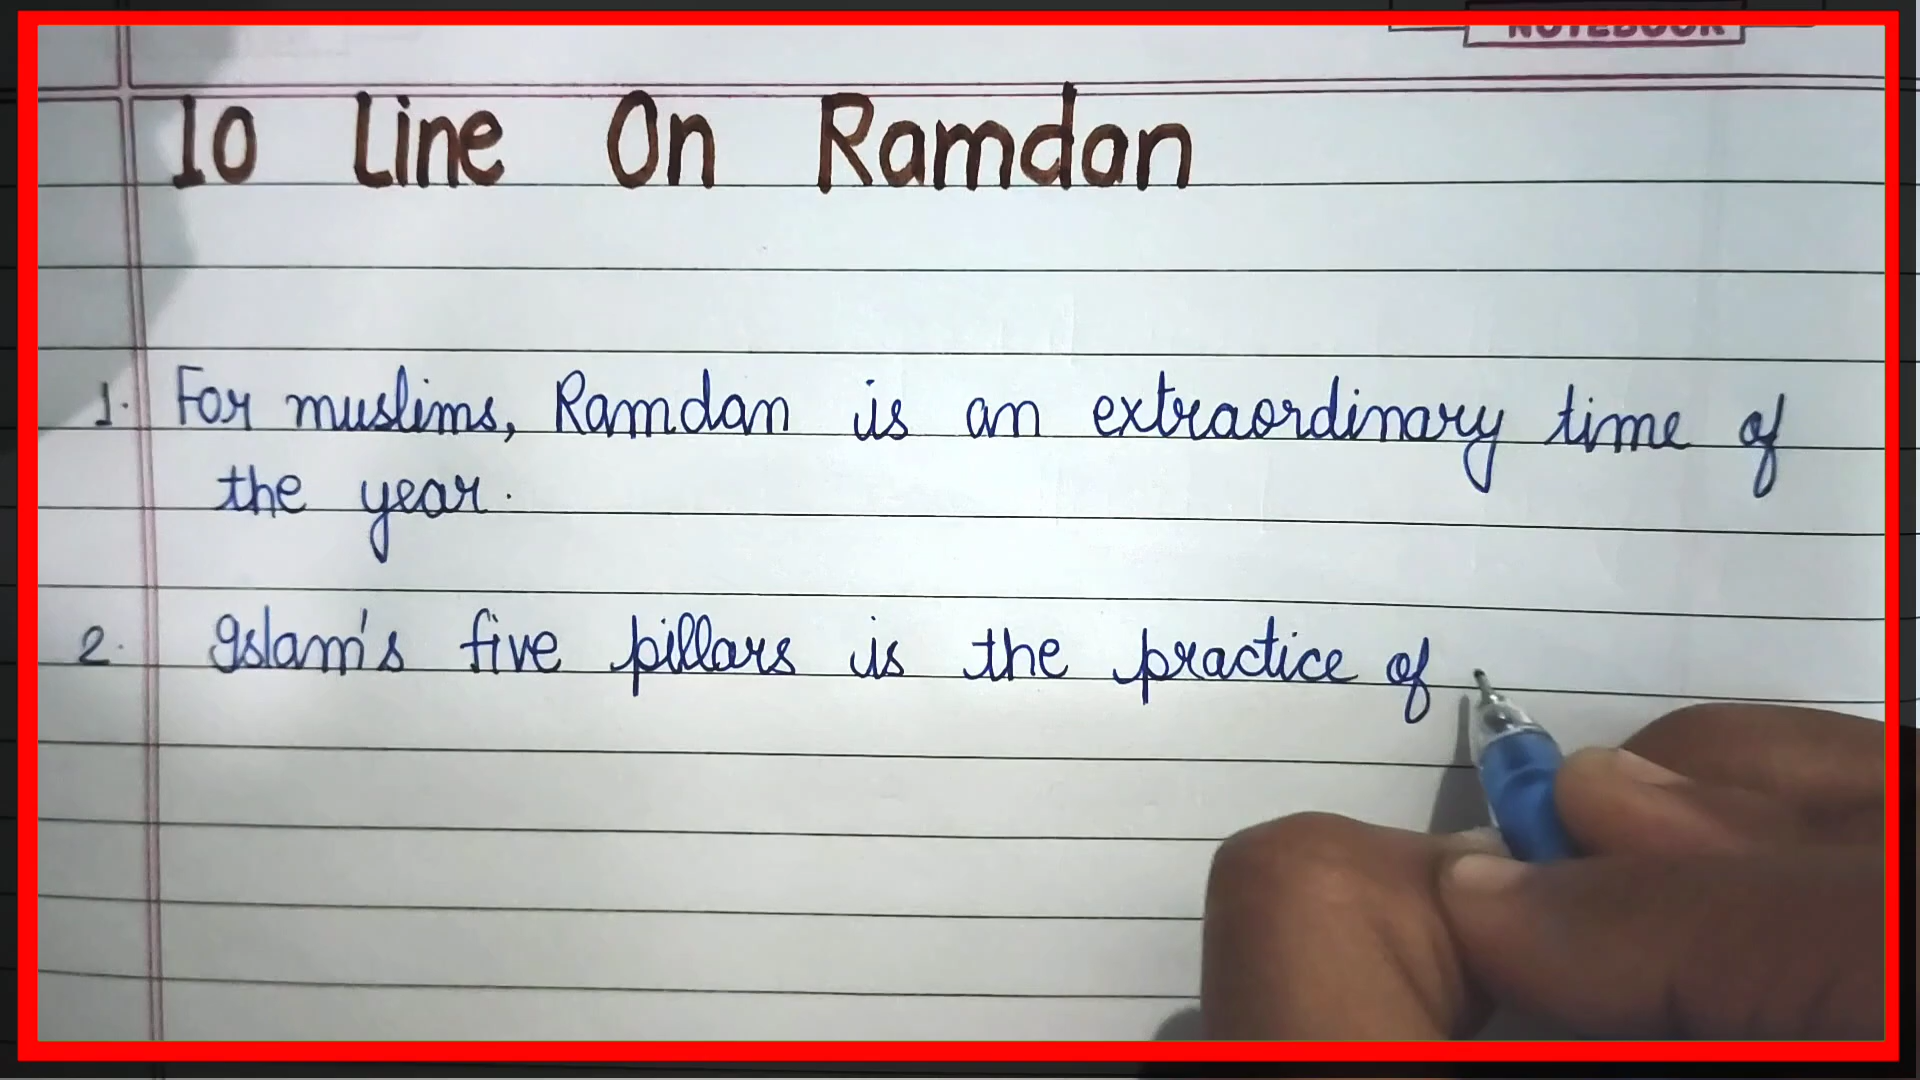 NOTEBOOK
10 Line On Ramdan
1. For muslims, Ramdan is an extraordinary time of
the year.
2. Islam's five pillars is the practice of